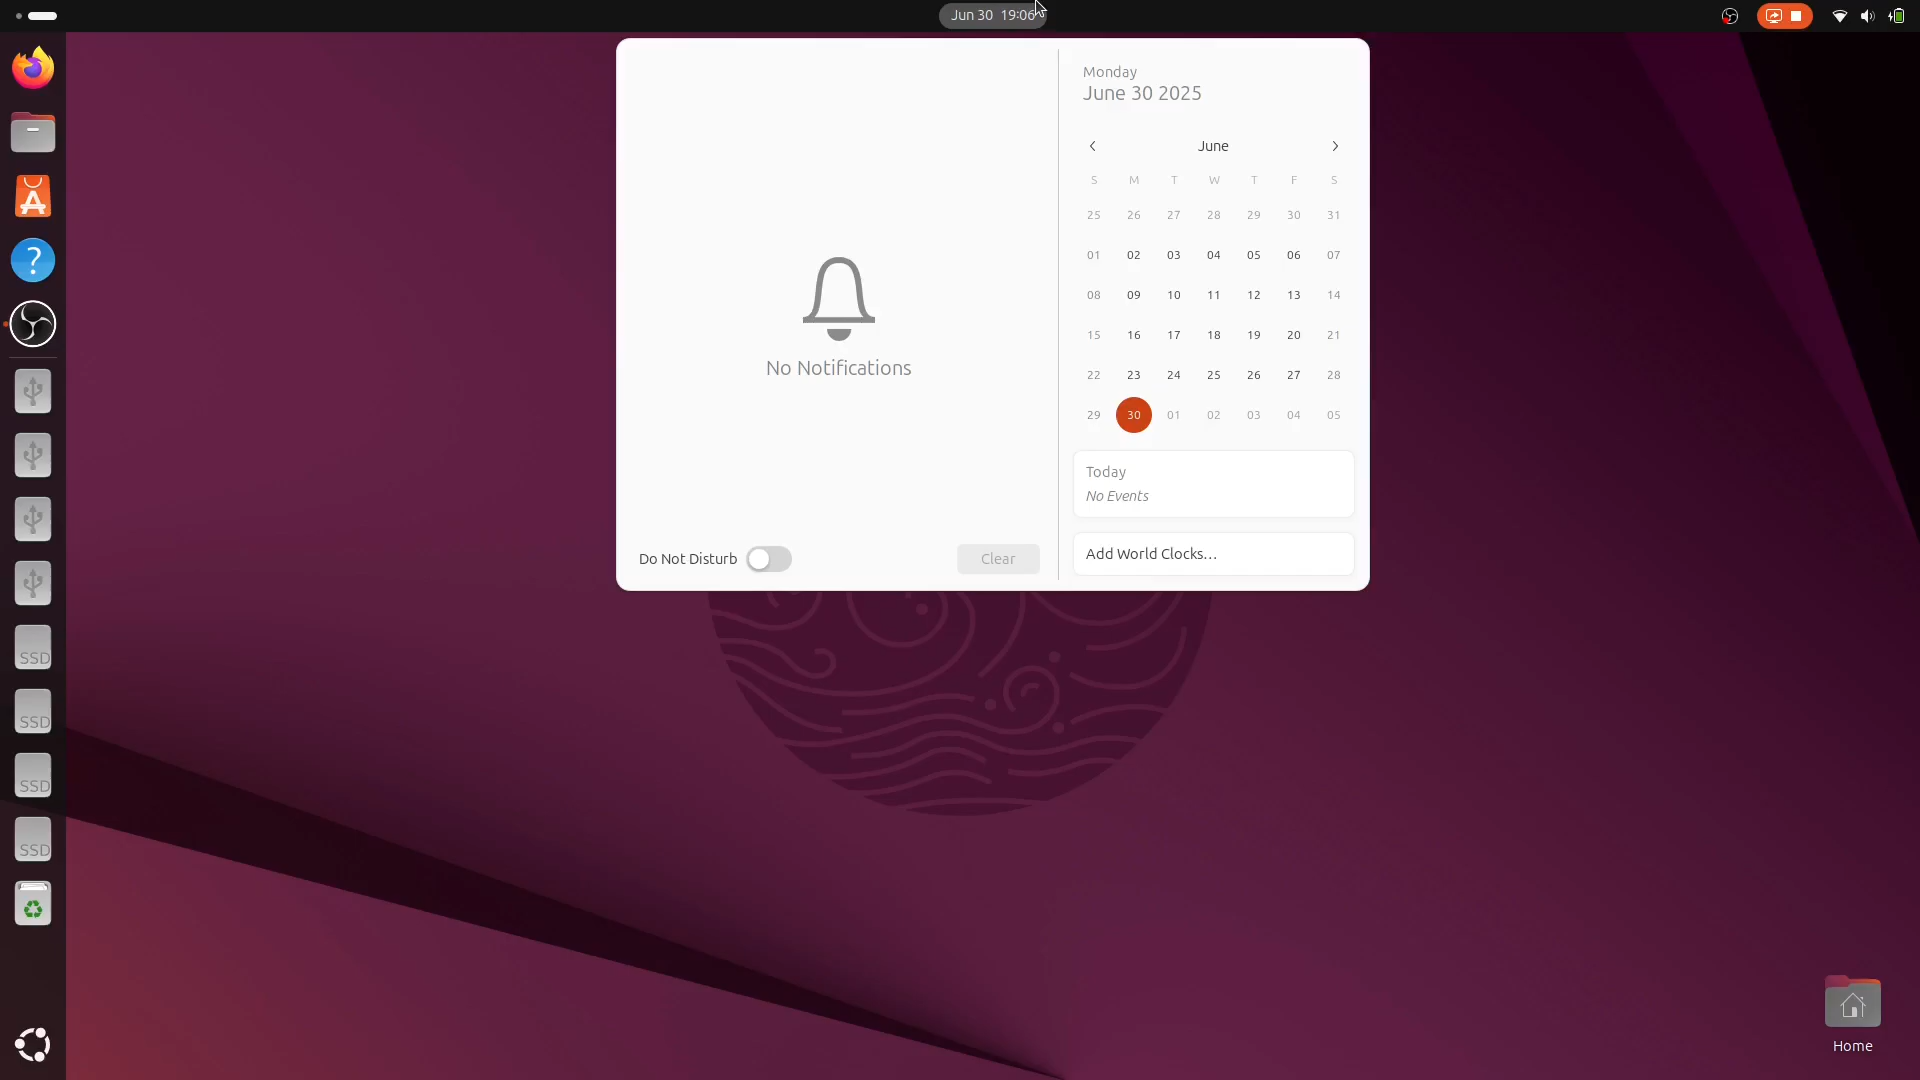 Jun 30 19:06
Monday
June 30 2025
June
S M T W T F S
25 26 27 28 29 30 31
01 02 03 04 05 06 07
08 09 10 11 12 13 14
15 16 17 18 19 20 21
22 23 24 25 26 27 28
29 30 01 02 03 04 05
No Notifications
Today
No Events
Do Not Disturb
Clear
Add World Clocks...
SSD
SSD
SSD
SSD
Home